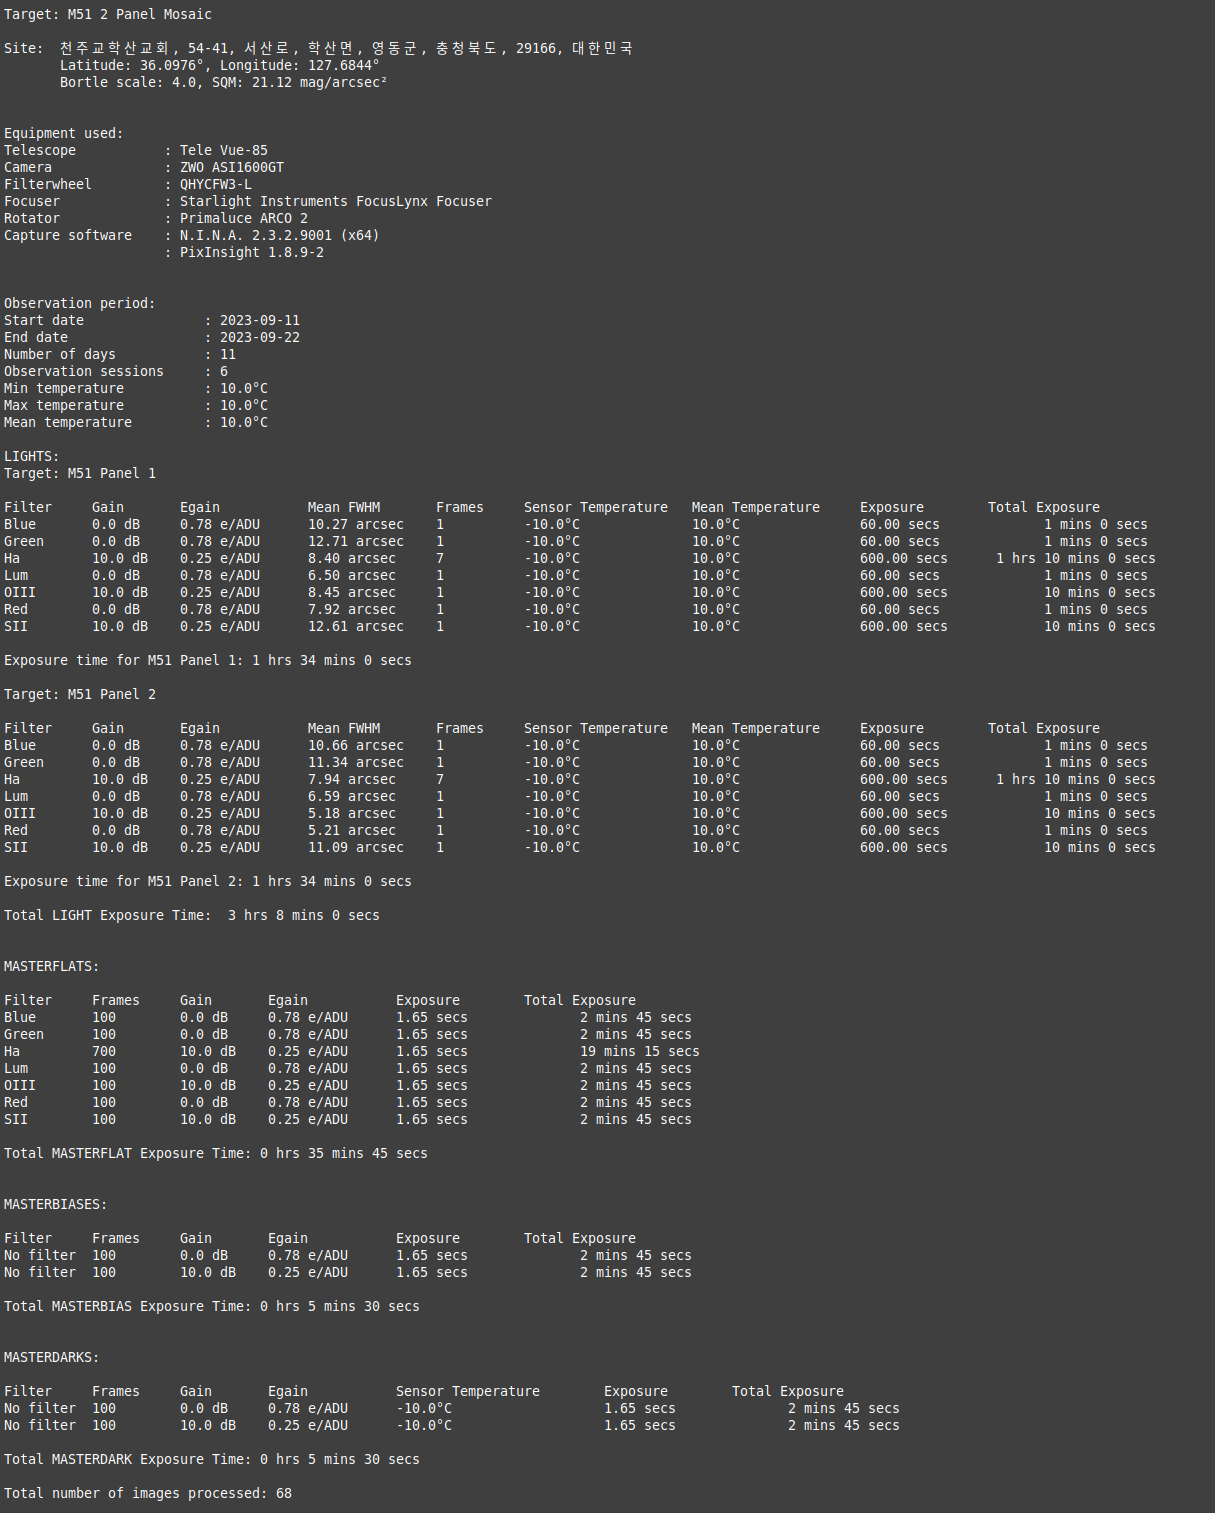 Target: M51 2 Panel Mosaic
Site: 천주교학산교회, 54-41, 서산로, 학산면, 영동군, 충청북도, 29166, 대한민국
Latitude: 36.0976°, Longitude: 127.6844°
Bortle scale: 4.0, SQM: 21.12 mag/arcsec²
Equipment used:
Telescope : Tele Vue-85
Camera : ZWO ASI1600GT
Filterwheel : QHYCFW3-L
Focuser : Starlight Instruments FocusLynx Focuser
Rotator : Primaluce ARCO 2
Capture software : N.I.N.A. 2.3.2.9001 (x64)
: PixInsight 1.8.9-2
Observation period:
Start date : 2023-09-11
End date : 2023-09-22
Number of days : 11
Observation sessions : 6
Min temperature : 10.0°C
Max temperature : 10.0°C
Mean temperature : 10.0°C
LIGHTS:
Target: M51 Panel 1
Filter Gain Egain Mean FWHM Frames Sensor Temperature Mean Temperature Exposure Total Exposure
Blue 0.0 dB 0.78 e/ADU 10.27 arcsec 1 -10.0°C 10.0°C 60.00 secs 1 mins 0 secs
Green 0.0 dB 0.78 e/ADU 12.71 arcsec 1 -10.0°C 10.0°C 60.00 secs 1 mins 0 secs
Ha 10.0 dB 0.25 e/ADU 8.40 arcsec 7 -10.0°C 10.0°C 600.00 secs 1 hrs 10 mins 0 secs
Lum 0.0 dB 0.78 e/ADU 6.50 arcsec 1 -10.0°C 10.0°C 60.00 secs 1 mins 0 secs
OIII 10.0 dB 0.25 e/ADU 8.45 arcsec 1 -10.0°C 10.0°C 600.00 secs 10 mins 0 secs
Red 0.0 dB 0.78 e/ADU 7.92 arcsec 1 -10.0°C 10.0°C 60.00 secs 1 mins 0 secs
SII 10.0 dB 0.25 e/ADU 12.61 arcsec 1 -10.0°C 10.0°C 600.00 secs 10 mins 0 secs
Exposure time for M51 Panel 1: 1 hrs 34 mins 0 secs
Target: M51 Panel 2
Filter Gain Egain Mean FWHM Frames Sensor Temperature Mean Temperature Exposure Total Exposure
Blue 0.0 dB 0.78 e/ADU 10.66 arcsec 1 -10.0°C 10.0°C 60.00 secs 1 mins 0 secs
Green 0.0 dB 0.78 e/ADU 11.34 arcsec 1 -10.0°C 10.0°C 60.00 secs 1 mins 0 secs
Ha 10.0 dB 0.25 e/ADU 7.94 arcsec 7 -10.0°C 10.0°C 600.00 secs 1 hrs 10 mins 0 secs
Lum 0.0 dB 0.78 e/ADU 6.59 arcsec 1 -10.0°C 10.0°C 60.00 secs 1 mins 0 secs
OIII 10.0 dB 0.25 e/ADU 5.18 arcsec 1 -10.0°C 10.0°C 600.00 secs 10 mins 0 secs
Red 0.0 dB 0.78 e/ADU 5.21 arcsec 1 -10.0°C 10.0°C 60.00 secs 1 mins 0 secs
SII 10.0 dB 0.25 e/ADU 11.09 arcsec 1 -10.0°C 10.0°C 600.00 secs 10 mins 0 secs
Exposure time for M51 Panel 2: 1 hrs 34 mins 0 secs
Total LIGHT Exposure Time: 3 hrs 8 mins 0 secs
MASTERFLATS:
Filter Frames Gain Egain Exposure Total Exposure
Blue 100 0.0 dB 0.78 e/ADU 1.65 secs 2 mins 45 secs
Green 100 0.0 dB 0.78 e/ADU 1.65 secs 2 mins 45 secs
Ha 700 10.0 dB 0.25 e/ADU 1.65 secs 19 mins 15 secs
Lum 100 0.0 dB 0.78 e/ADU 1.65 secs 2 mins 45 secs
OIII 100 10.0 dB 0.25 e/ADU 1.65 secs 2 mins 45 secs
Red 100 0.0 dB 0.78 e/ADU 1.65 secs 2 mins 45 secs
SII 100 10.0 dB 0.25 e/ADU 1.65 secs 2 mins 45 secs
Total MASTERFLAT Exposure Time: 0 hrs 35 mins 45 secs
MASTERBIASES:
Filter Frames Gain Egain Exposure Total Exposure
No filter 100 0.0 dB 0.78 e/ADU 1.65 secs 2 mins 45 secs
No filter 100 10.0 dB 0.25 e/ADU 1.65 secs 2 mins 45 secs
Total MASTERBIAS Exposure Time: 0 hrs 5 mins 30 secs
MASTERDARKS:
Filter Frames Gain Egain Sensor Temperature Exposure Total Exposure
No filter 100 0.0 dB 0.78 e/ADU -10.0°C 1.65 secs 2 mins 45 secs
No filter 100 10.0 dB 0.25 e/ADU -10.0°C 1.65 secs 2 mins 45 secs
Total MASTERDARK Exposure Time: 0 hrs 5 mins 30 secs
Total number of images processed: 68